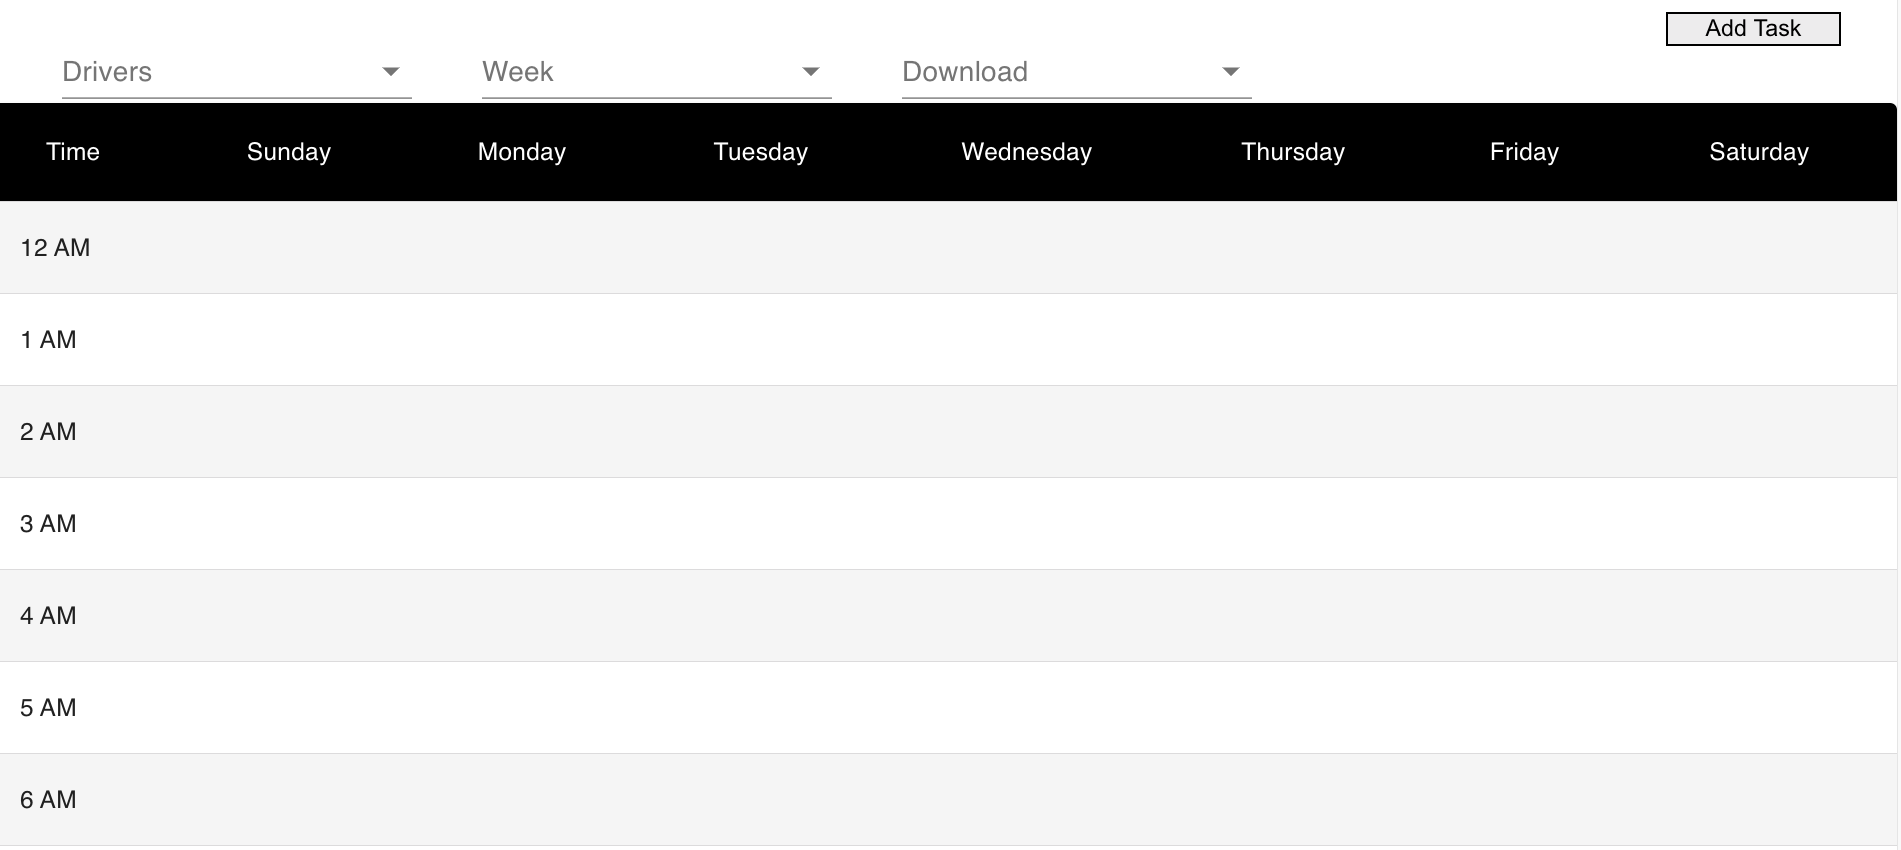 Add Task
Drivers Week Download
Time Sunday Monday Tuesday Wednesday Thursday Friday Saturday
12 AM
1 AM
2 AM
3 AM
4 AM
5 AM
6 AM